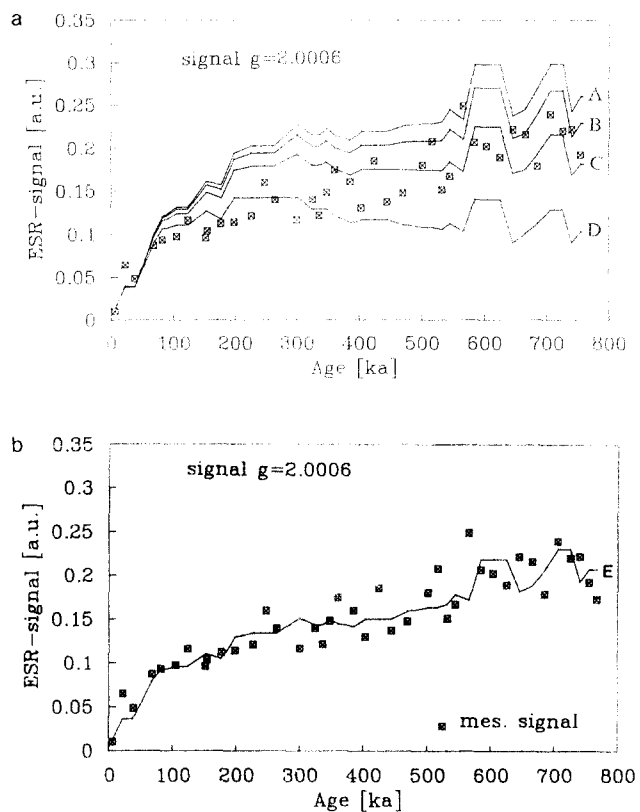 a
0.35
0.3
0.25
0.2
0.15
0.1
0.05
0
ESR-signal [a.u.]
signal g=2.0006
A
B
C
D
0 100 200 300 400 500 600 700 800
Age [ka]
b
0.35
0.3
0.25
0.2
0.15
0.1
0.05
0
ESR-signal [a.u.]
signal g=2.0006
E
mes. signal
0 100 200 300 400 500 600 700 800
Age [ka]